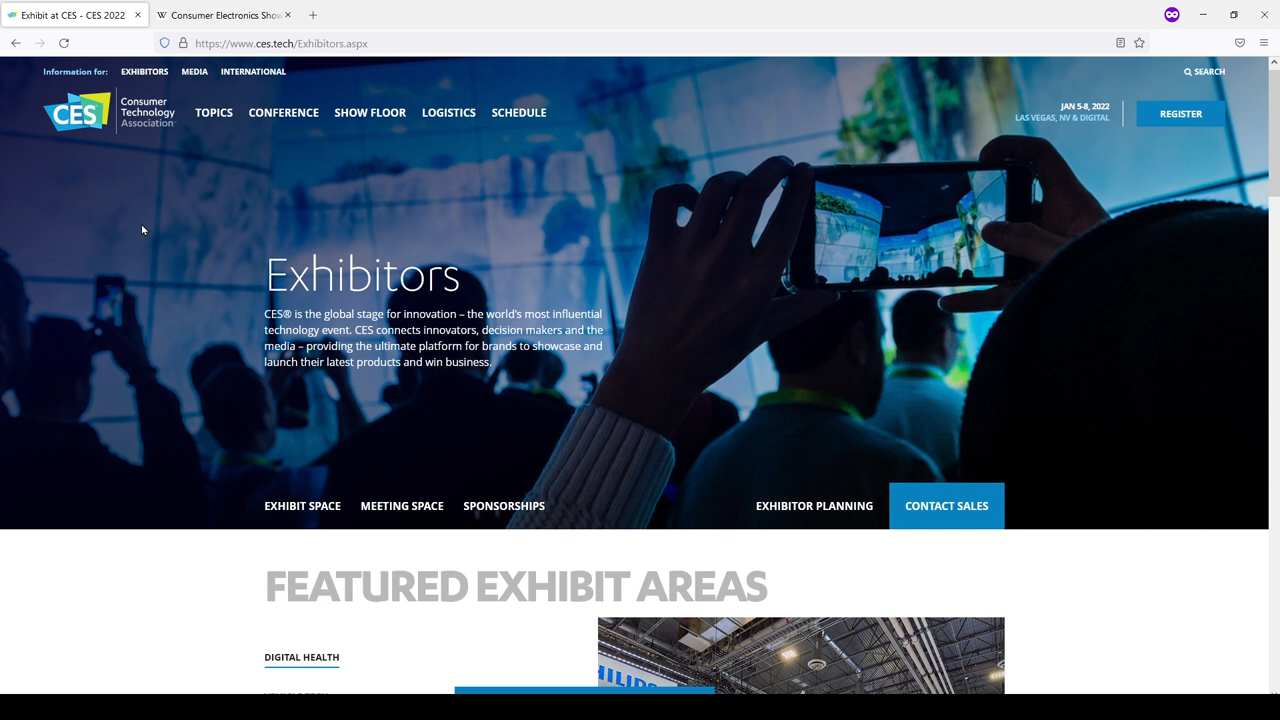 Exhibit at CES - CES 2022
Consumer Electronics Show
https://www.ces.tech/Exhibitors.aspx
Information for: EXHIBITORS MEDIA INTERNATIONAL
SEARCH
CES Consumer
Technology
Association
TOPICS CONFERENCE SHOW FLOOR LOGISTICS SCHEDULE
JAN 5-8, 2022
LAS VEGAS, NV & DIGITAL
REGISTER
Exhibitors
CES® is the global stage for innovation – the world's most influential
technology event. CES connects innovators, decision makers and the
media – providing the ultimate platform for brands to showcase and
launch their latest products and win business.
EXHIBIT SPACE MEETING SPACE SPONSORSHIPS EXHIBITOR PLANNING CONTACT SALES
FEATURED EXHIBIT AREAS
DIGITAL HEALTH